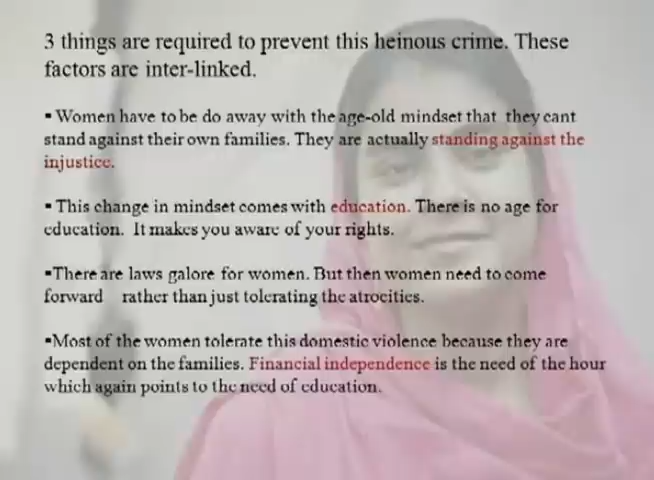 3 things are required to prevent this heinous crime. These
factors are inter-linked.
▪ Women have to be do away with the age-old mindset that they cant
stand against their own families. They are actually standing against the
injustice.
▪ This change in mindset comes with education. There is no age for
education. It makes you aware of your rights.
▪There are laws galore for women. But then women need to come
forward rather than just tolerating the atrocities.
▪Most of the women tolerate this domestic violence because they are
dependent on the families. Financial independence is the need of the hour
which again points to the need of education.